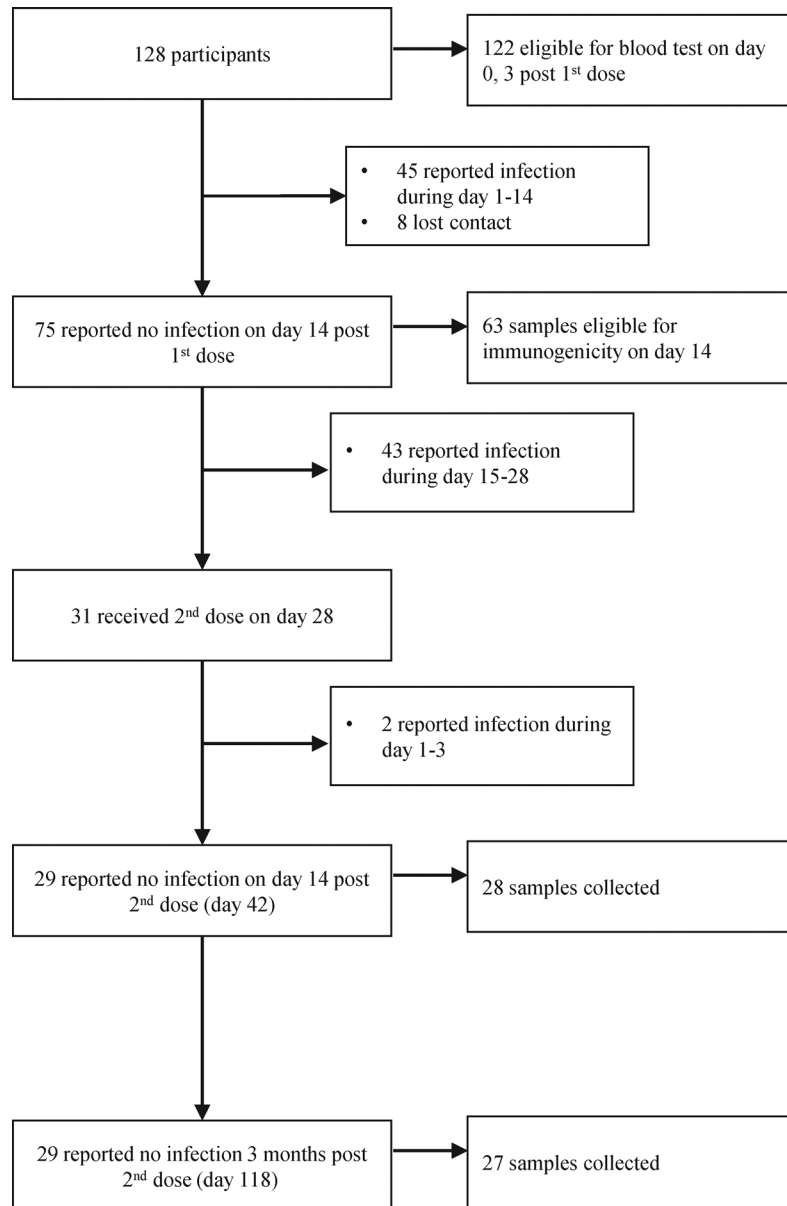 128 participants
122 eligible for blood test on day
0, 3 post 1st dose
• 45 reported infection
during day 1-14
• 8 lost contact
75 reported no infection on day 14 post
1st dose
63 samples eligible for
immunogenicity on day 14
• 43 reported infection
during day 15-28
31 received 2nd dose on day 28
• 2 reported infection during
day 1-3
29 reported no infection on day 14 post
2nd dose (day 42)
28 samples collected
29 reported no infection 3 months post
2nd dose (day 118)
27 samples collected